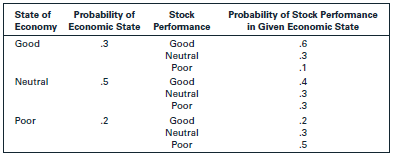 State of Probability of Stock Probability of Stock Performance
Economy Economic State Performance in Given Economic State
Good .3 Good .6
Neutral .3
Poor .1
Neutral .5 Good .4
Neutral .3
Poor .3
Poor .2 Good .2
Neutral .3
Poor .5